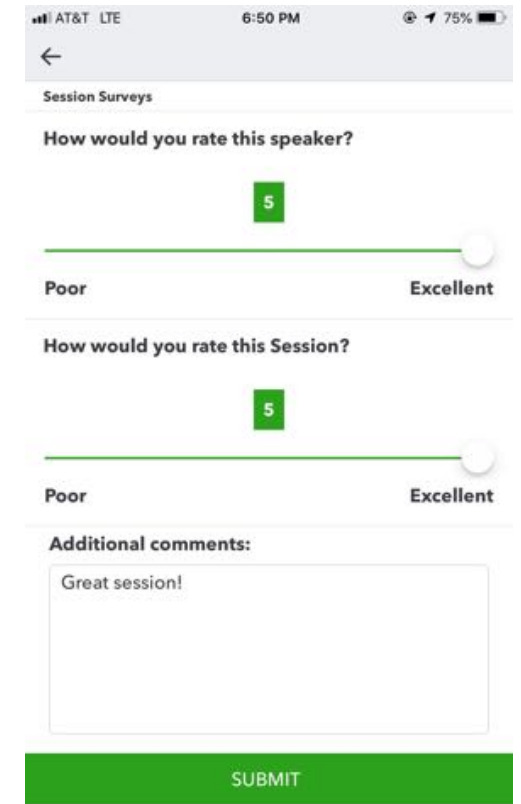 AT&T LTE 6:50 PM 75%
Session Surveys
How would you rate this speaker?
5
Poor Excellent
How would you rate this Session?
5
Poor Excellent
Additional comments:
Great session!
SUBMIT